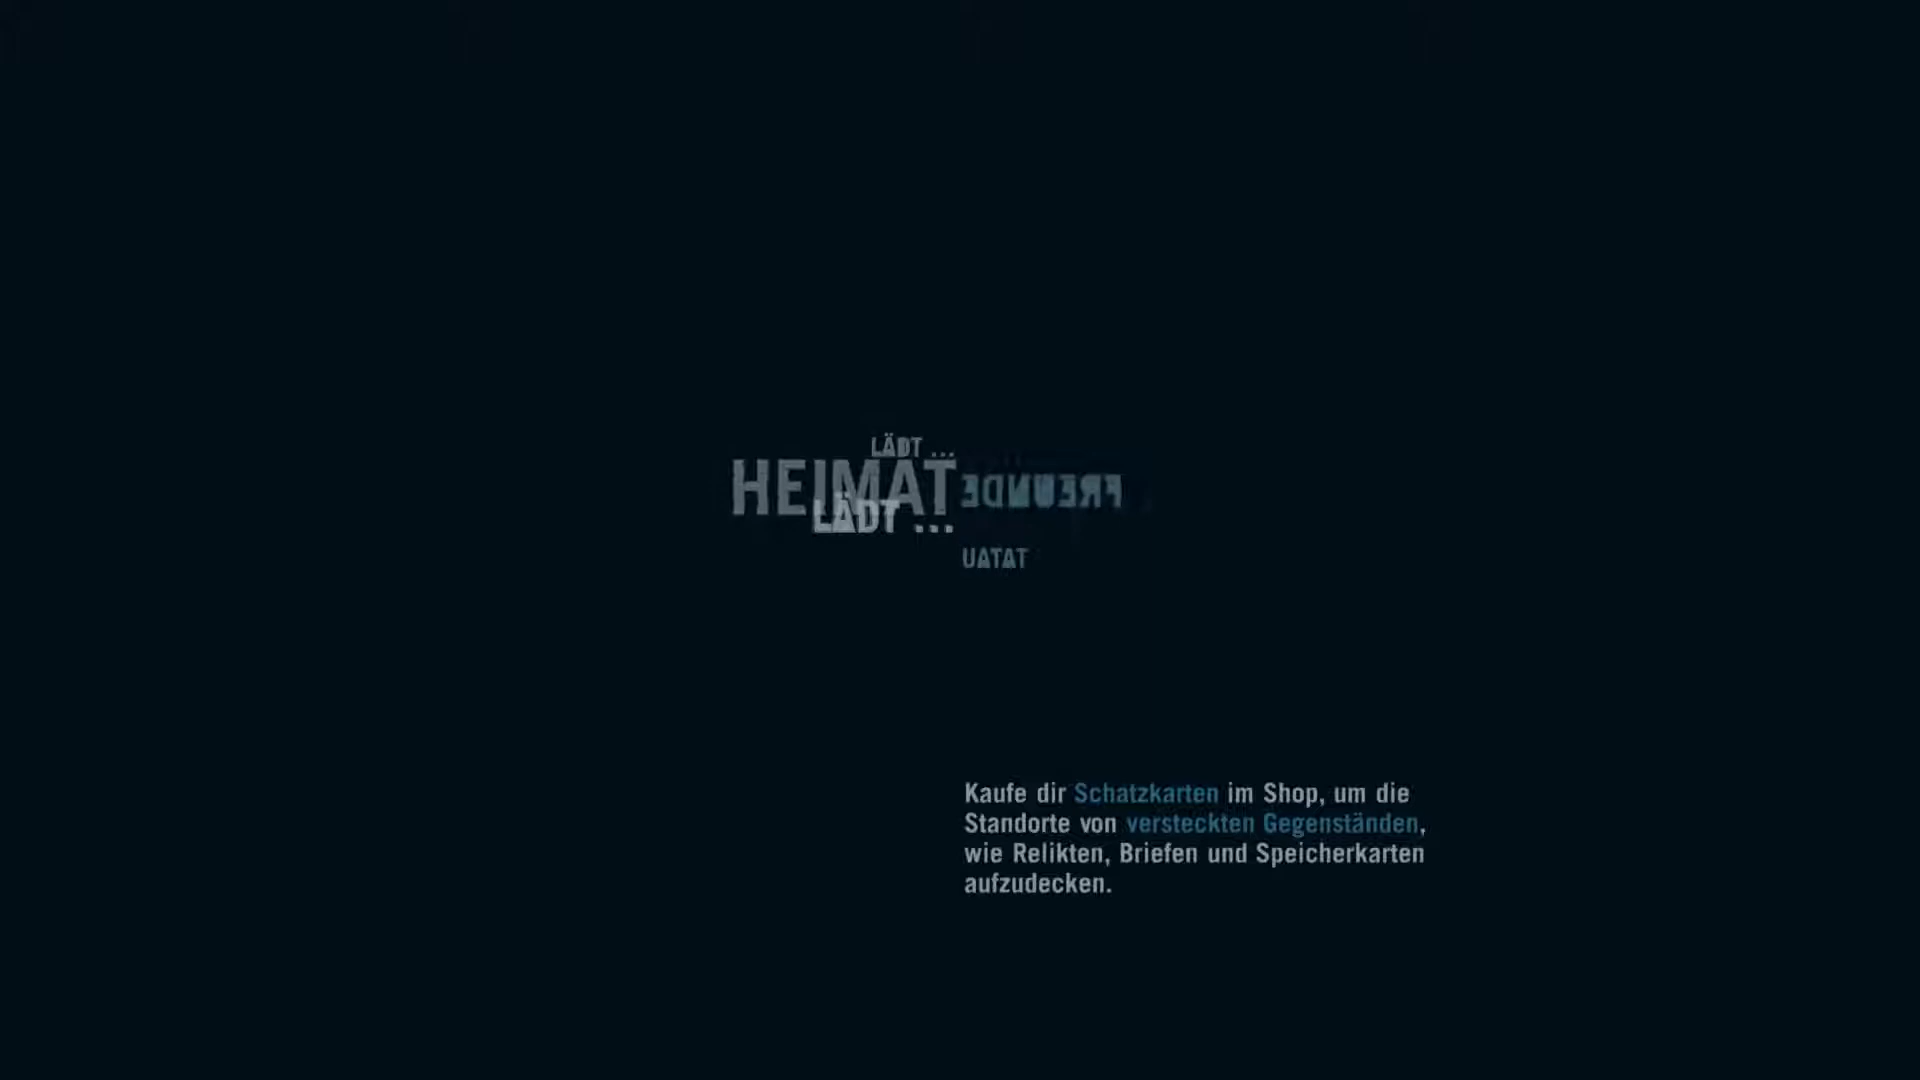 LÄDT ...
HEIMAT
FREUNDE
LÄDT ...
UATAT
Kaufe dir Schatzkarten im Shop, um die
Standorte von versteckten Gegenständen,
wie Relikten, Briefen und Speicherkarten
aufzudecken.